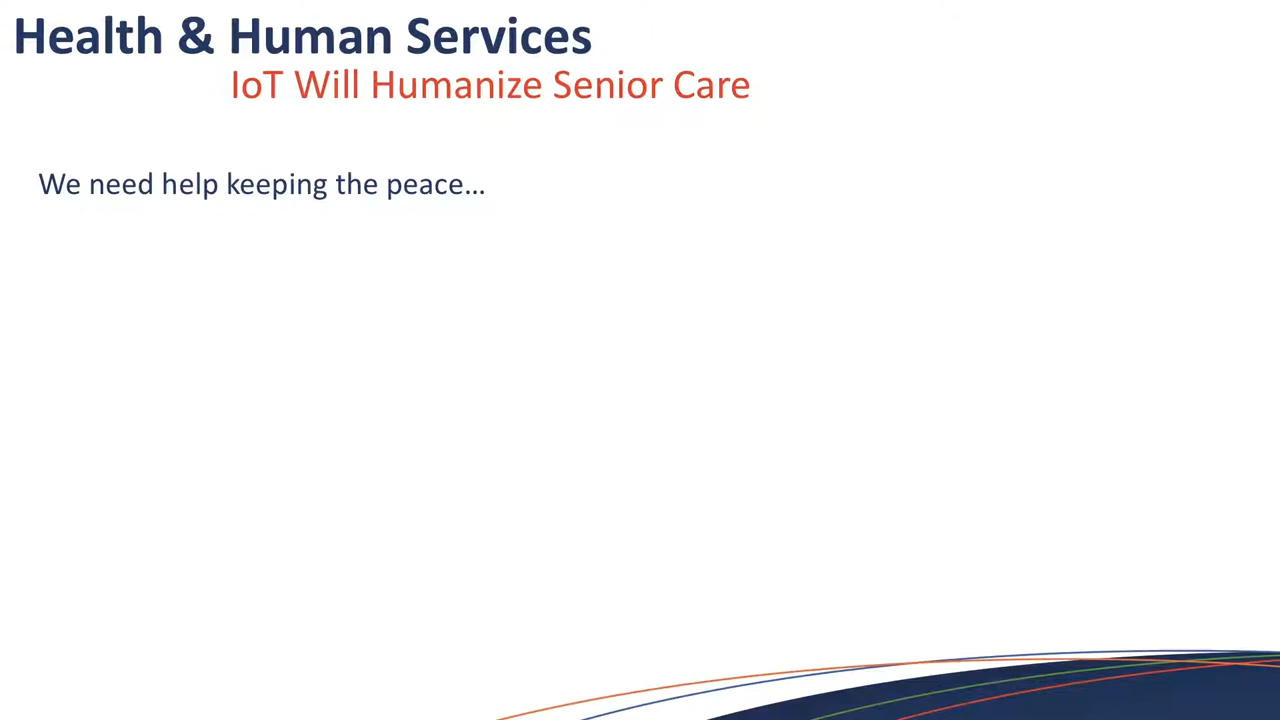 Health & Human Services
IoT Will Humanize Senior Care
We need help keeping the peace…